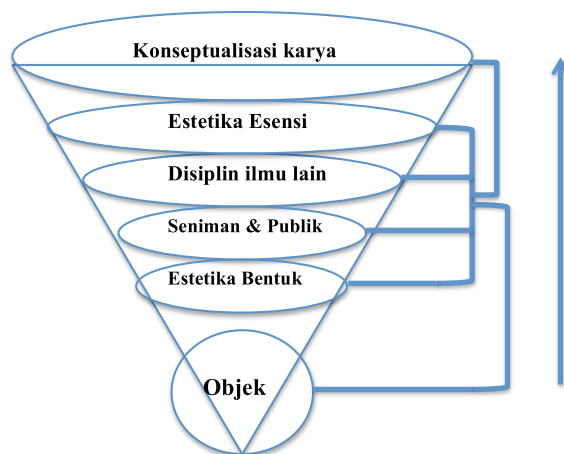 Konseptualisasi karya
Estetika Esensi
Disiplin ilmu lain
Seniman & Publik
Estetika Bentuk
Objek